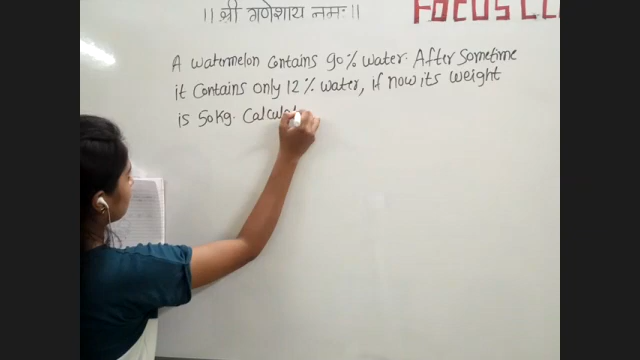 ।। श्री गणेशाय नमः ।।
FOCUS
A watermelon contains 90% water. After Sometime
it contains only 12% water, if now its weight
is 50Kg.